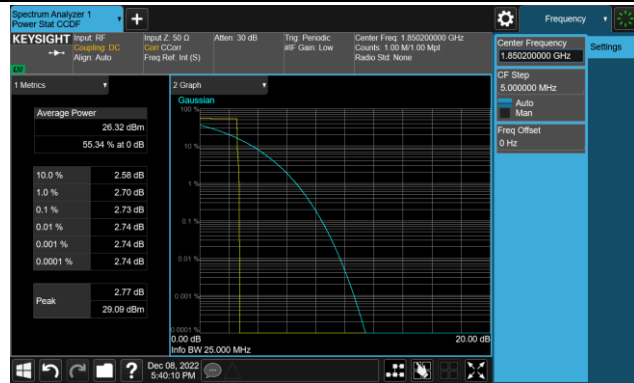 Spectrum Analyzer 1
Power Stat CCDF
Frequency
KEYSIGHT
Input: RF
Coupling: DC
Align: Auto
Input Z: 50 Ω
Corr CCorr
Freq Ref: Int (S)
Atten: 30 dB
Trig: Periodic
#IF Gain: Low
Center Freq: 1.850200000 GHz
Counts: 1.00 M/1.00 Mpt
Radio Std: None
LXI
1 Metrics
Average Power
26.32 dBm
55.34 % at 0 dB
10.0 % 2.58 dB
1.0 % 2.70 dB
0.1 % 2.73 dB
0.01 % 2.74 dB
0.001 % 2.74 dB
0.0001 % 2.74 dB
Peak
2.77 dB
29.09 dBm
2 Graph
Gaussian
100 %
10 %
1 %
0.1 %
0.01 %
0.001 %
0.0001 %
0.00 dB
20.00 dB
Info BW 25.000 MHz
Center Frequency
1.850200000 GHz
Settings
CF Step
5.000000 MHz
Auto
Man
Freq Offset
0 Hz
?
Dec 08, 2022
5:40:10 PM